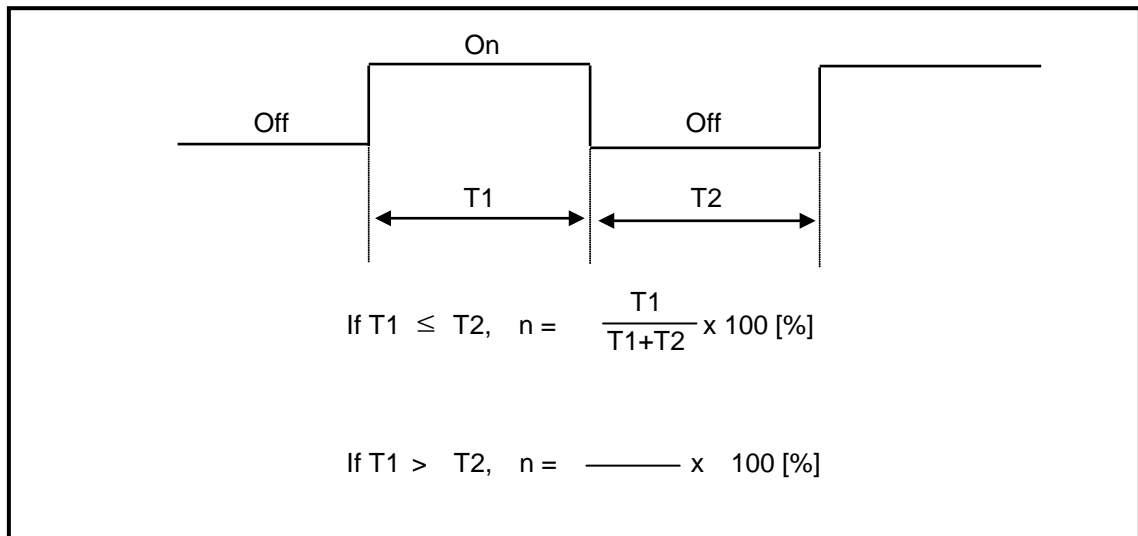 On
Off Off
T1 T2
If T1 ≤ T2, n = T1 / T1+T2 x 100 [%]
If T1 > T2, n = ——— x 100 [%]